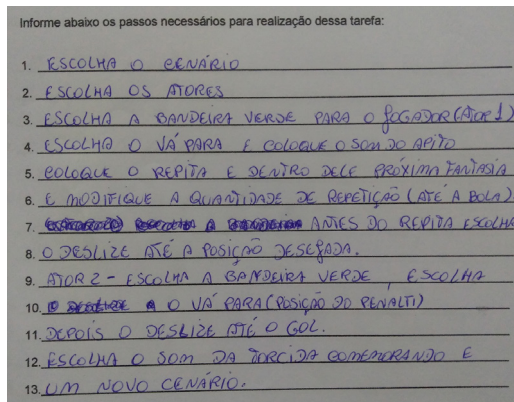 Informe abaixo os passos necessários para realização dessa tarefa:
1. ESCOLHA O CENÁRIO
2. ESCOLHA OS ATORES
3. ESCOLHA A BANDEIRA VERDE PARA O JOGADOR (ATOR 1)
4. ESCOLHA O VÁ PARA E COLOQUE O SOM DO APITO
5. COLOQUE O REPITA E DENTRO DELE PRÓXIMA FANTASIA
6. E MODIFIQUE A QUANTIDADE DE REPETIÇÃO (ATÉ A BOLA)
7. ANTES DO REPITA ESCOLHA
8. O DESLIZE ATÉ A POSIÇÃO DESEJADA.
9. ATOR 2 - ESCOLHA A BANDEIRA VERDE, ESCOLHA
10. O VÁ PARA (POSIÇÃO DO PENALTI)
11. DEPOIS O DESLIZE ATÉ O GOL.
12. ESCOLHA O SOM DA TORCIDA COMEMORANDO E
13. UM NOVO CENÁRIO.